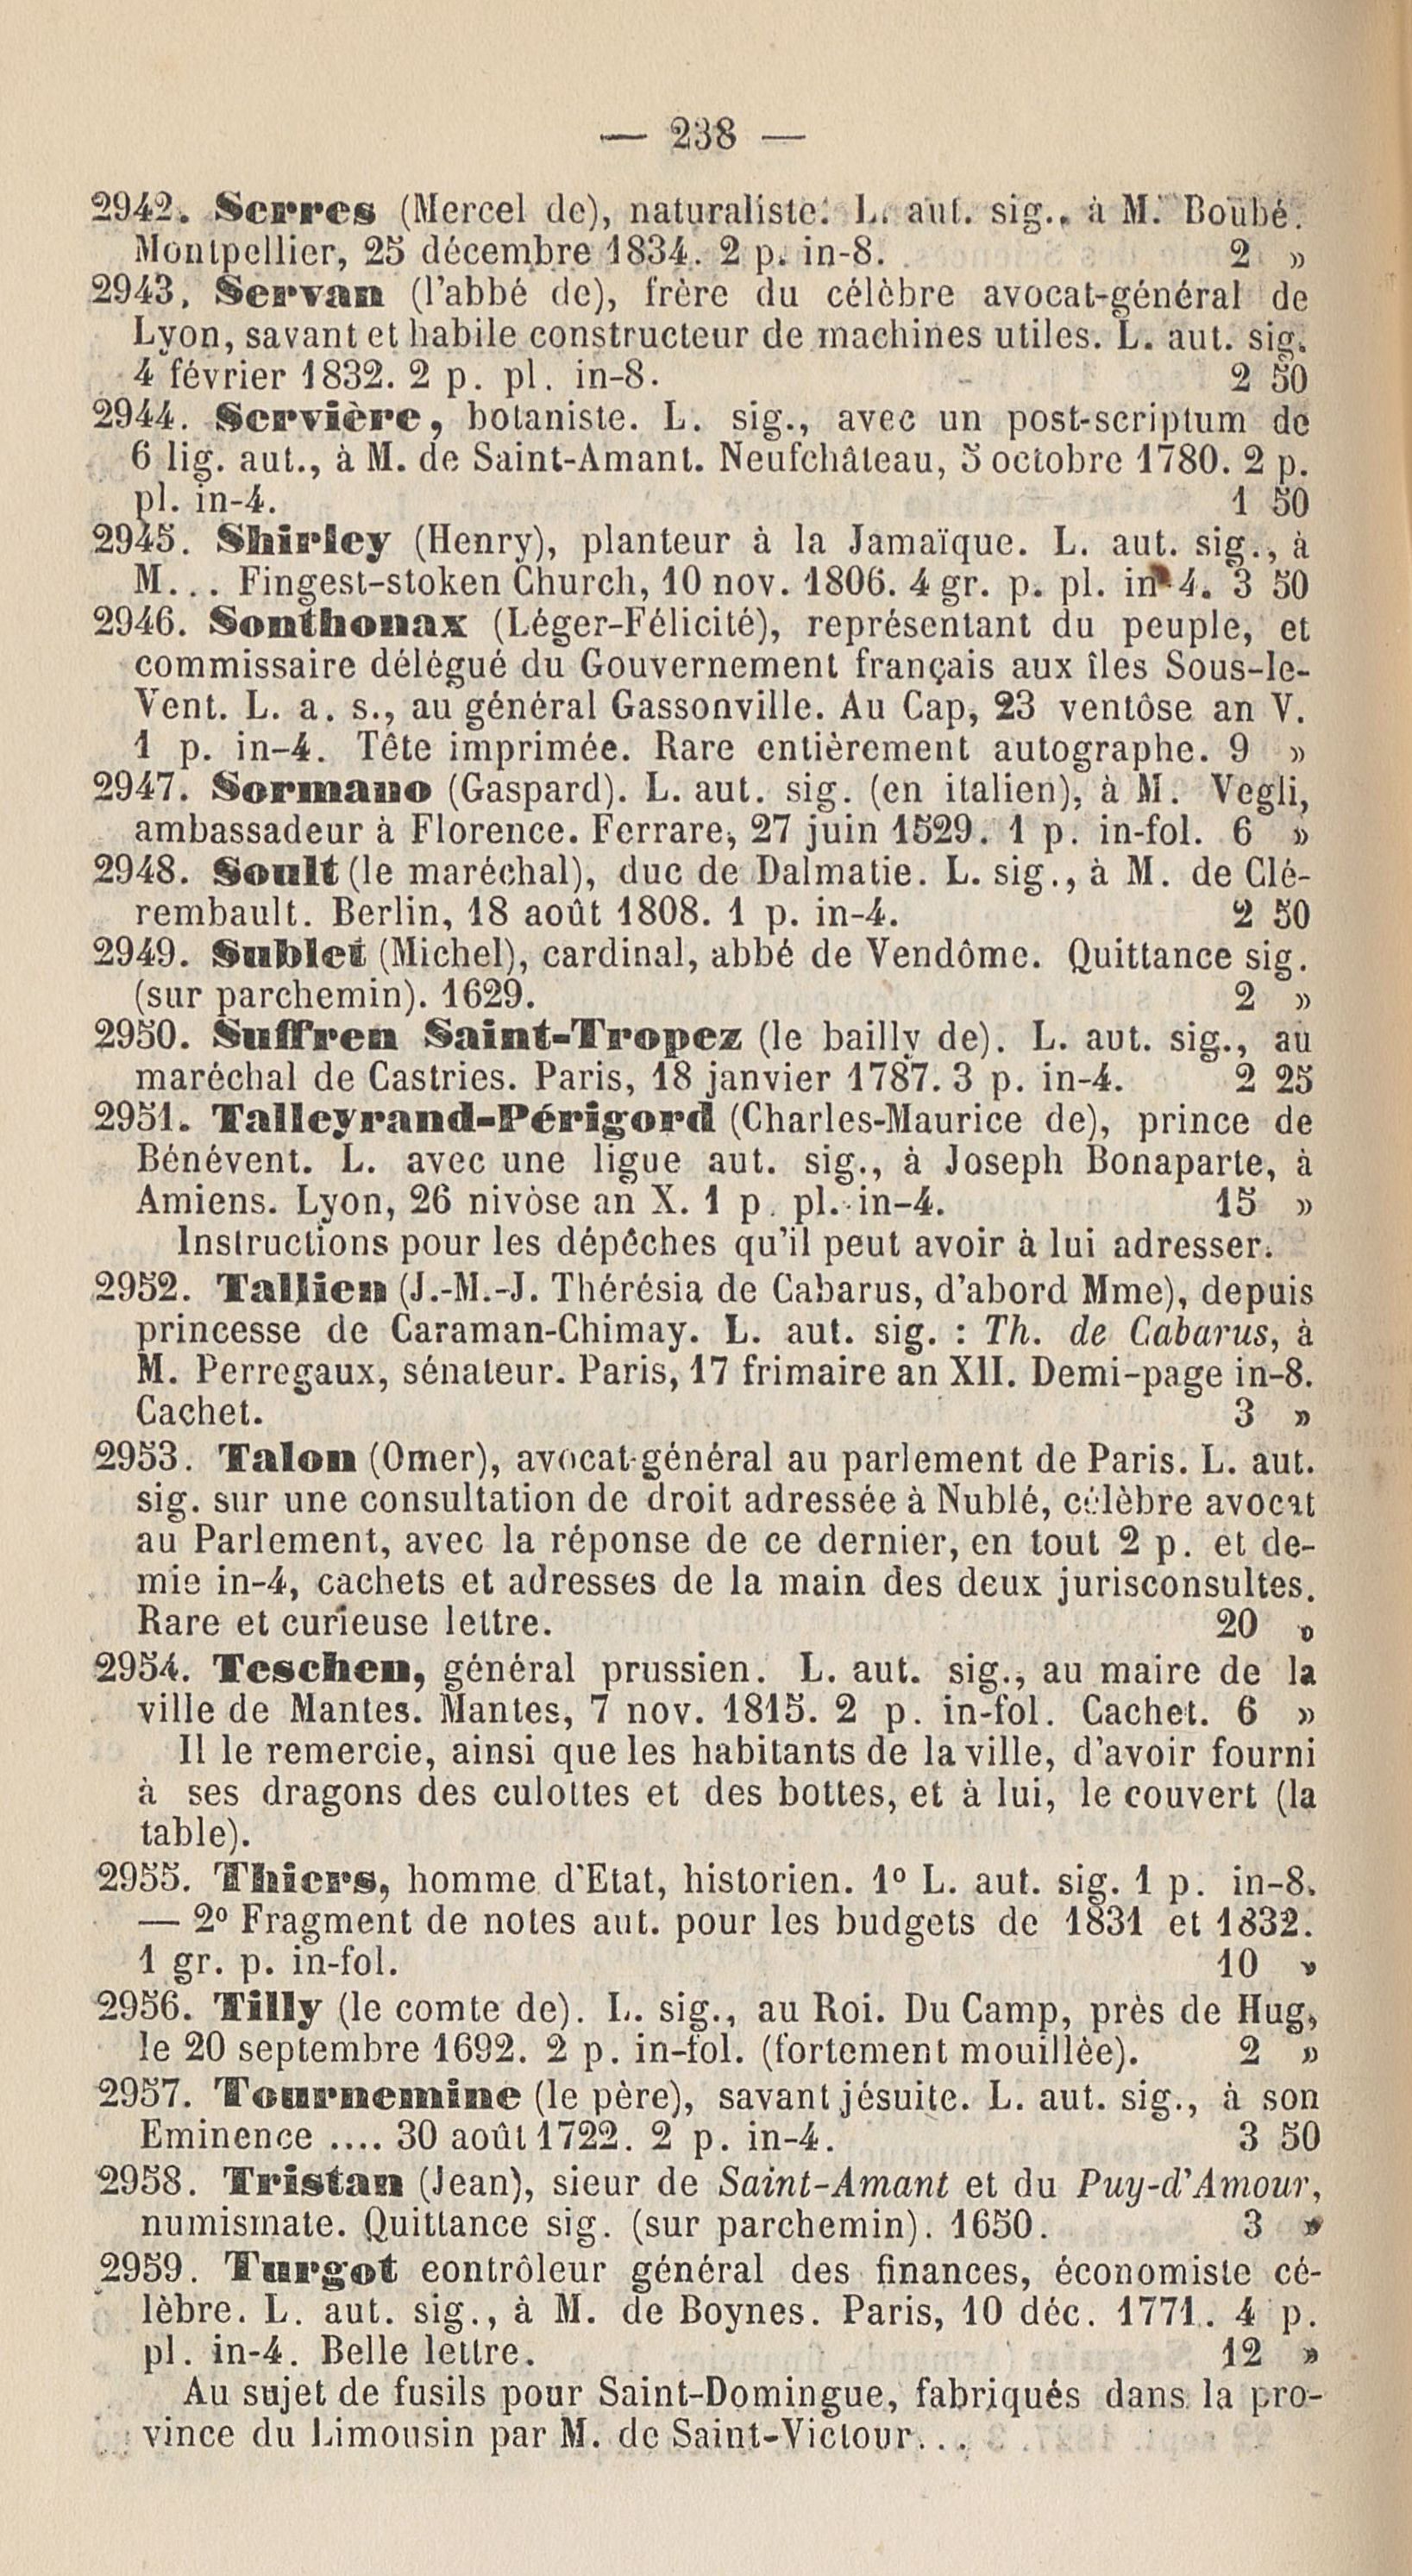 — 238 —
2942. Serres (Mercel de), naturaliste. L. aut. sig., à M. Boubé.
Montpellier, 25 décembre 1834. 2 p. in-8. 2 »
2943. Servan (l'abbé de), frère du célèbre avocat-général de
Lyon, savant et habile constructeur de machines utiles. L. aut. sig.
4 février 1832. 2 p. pl. in-8. 2 50
2944. Servière, botaniste. L. sig., avec un post-scriptum de
6 lig. aut., à M. de Saint-Amant. Neufchâteau, 5 octobre 1780. 2 p.
pl. in-4. 1 50
2945. Shirley (Henry), planteur à la Jamaïque. L. aut. sig., à
M... Fingest-stoken Church, 10 nov. 1806. 4 gr. p. pl. in-4. 3 50
2946. Sonthonax (Léger-Félicité), représentant du peuple, et
commissaire délégué du Gouvernement français aux îles Sous-le-
Vent. L. a. s., au général Gassonville. Au Cap, 23 ventôse an V.
1 p. in-4. Tête imprimée. Rare entièrement autographe. 9 »
2947. Sormano (Gaspard). L. aut. sig. (en italien), à M. Vegli,
ambassadeur à Florence. Ferrare, 27 juin 1529. 1 p. in-fol. 6 »
2948. Soult (le maréchal), duc de Dalmatie. L. sig., à M. de Clé-
rembault. Berlin, 18 août 1808. 1 p. in-4. 2 50
2949. Sublet (Michel), cardinal, abbé de Vendôme. Quittance sig.
(sur parchemin). 1629. 2 »
2950. Suffren Saint-Tropez (le bailly de). L. aut. sig., au
maréchal de Castries. Paris, 18 janvier 1787. 3 p. in-4. 2 25
2951. Talleyrand-Périgord (Charles-Maurice de), prince de
Bénévent. L. avec une ligue aut. sig., à Joseph Bonaparte, à
Amiens. Lyon, 26 nivôse an X. 1 p. pl. in-4. 15 »
Instructions pour les dépêches qu'il peut avoir à lui adresser.
2952. Tallien (J.-M.-J. Thérésia de Cabarus, d'abord Mme), depuis
princesse de Caraman-Chimay. L. aut. sig. : Th. de Cabarus, à
M. Perregaux, sénateur. Paris, 17 frimaire an XII. Demi-page in-8.
Cachet. 3 »
2953. Talon (Omer), avocat-général au parlement de Paris. L. aut.
sig. sur une consultation de droit adressée à Nublé, célèbre avocat
au Parlement, avec la réponse de ce dernier, en tout 2 p. et de-
mie in-4, cachets et adresses de la main des deux jurisconsultes.
Rare et curieuse lettre. 20 »
2954. Teschen, général prussien. L. aut. sig., au maire de la
ville de Mantes. Mantes, 7 nov. 1815. 2 p. in-fol. Cachet. 6 »
Il le remercie, ainsi que les habitants de la ville, d'avoir fourni
à ses dragons des culottes et des bottes, et à lui, le couvert (la
table).
2955. Thiers, homme d'Etat, historien. 1º L. aut. sig. 1 p. in-8.
— 2º Fragment de notes aut. pour les budgets de 1831 et 1832.
1 gr. p. in-fol. 10 »
2956. Tilly (le comte de). L. sig., au Roi. Du Camp, près de Hug,
le 20 septembre 1692. 2 p. in-fol. (fortement mouillée). 2 »
2957. Tournemine (le père), savant jésuite. L. aut. sig., à son
Eminence .... 30 août 1722. 2 p. in-4. 3 50
2958. Tristan (Jean), sieur de Saint-Amant et du Puy-d'Amour,
numismate. Quittance sig. (sur parchemin). 1650. 3 »
2959. Turgot contrôleur général des finances, économiste cé-
lèbre. L. aut. sig., à M. de Boynes. Paris, 10 déc. 1771. 4 p.
pl. in-4. Belle lettre. 12 »
Au sujet de fusils pour Saint-Domingue, fabriqués dans la pro-
vince du Limousin par M. de Saint-Victour...